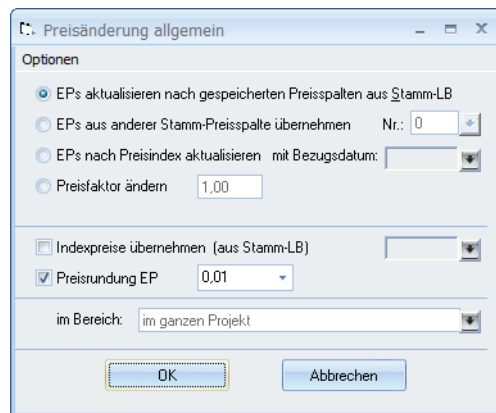 Preisänderung allgemein
Optionen
EPs aktualisieren nach gespeicherten Preisspalten aus Stamm-LB
EPs aus anderer Stamm-Preisspalte übernehmen Nr.: 0
EPs nach Preisindex aktualisieren mit Bezugsdatum:
Preisfaktor ändern 1,00
Indexpreise übernehmen (aus Stamm-LB)
Preisrundung EP 0,01
im Bereich: im ganzen Projekt
OK Abbrechen